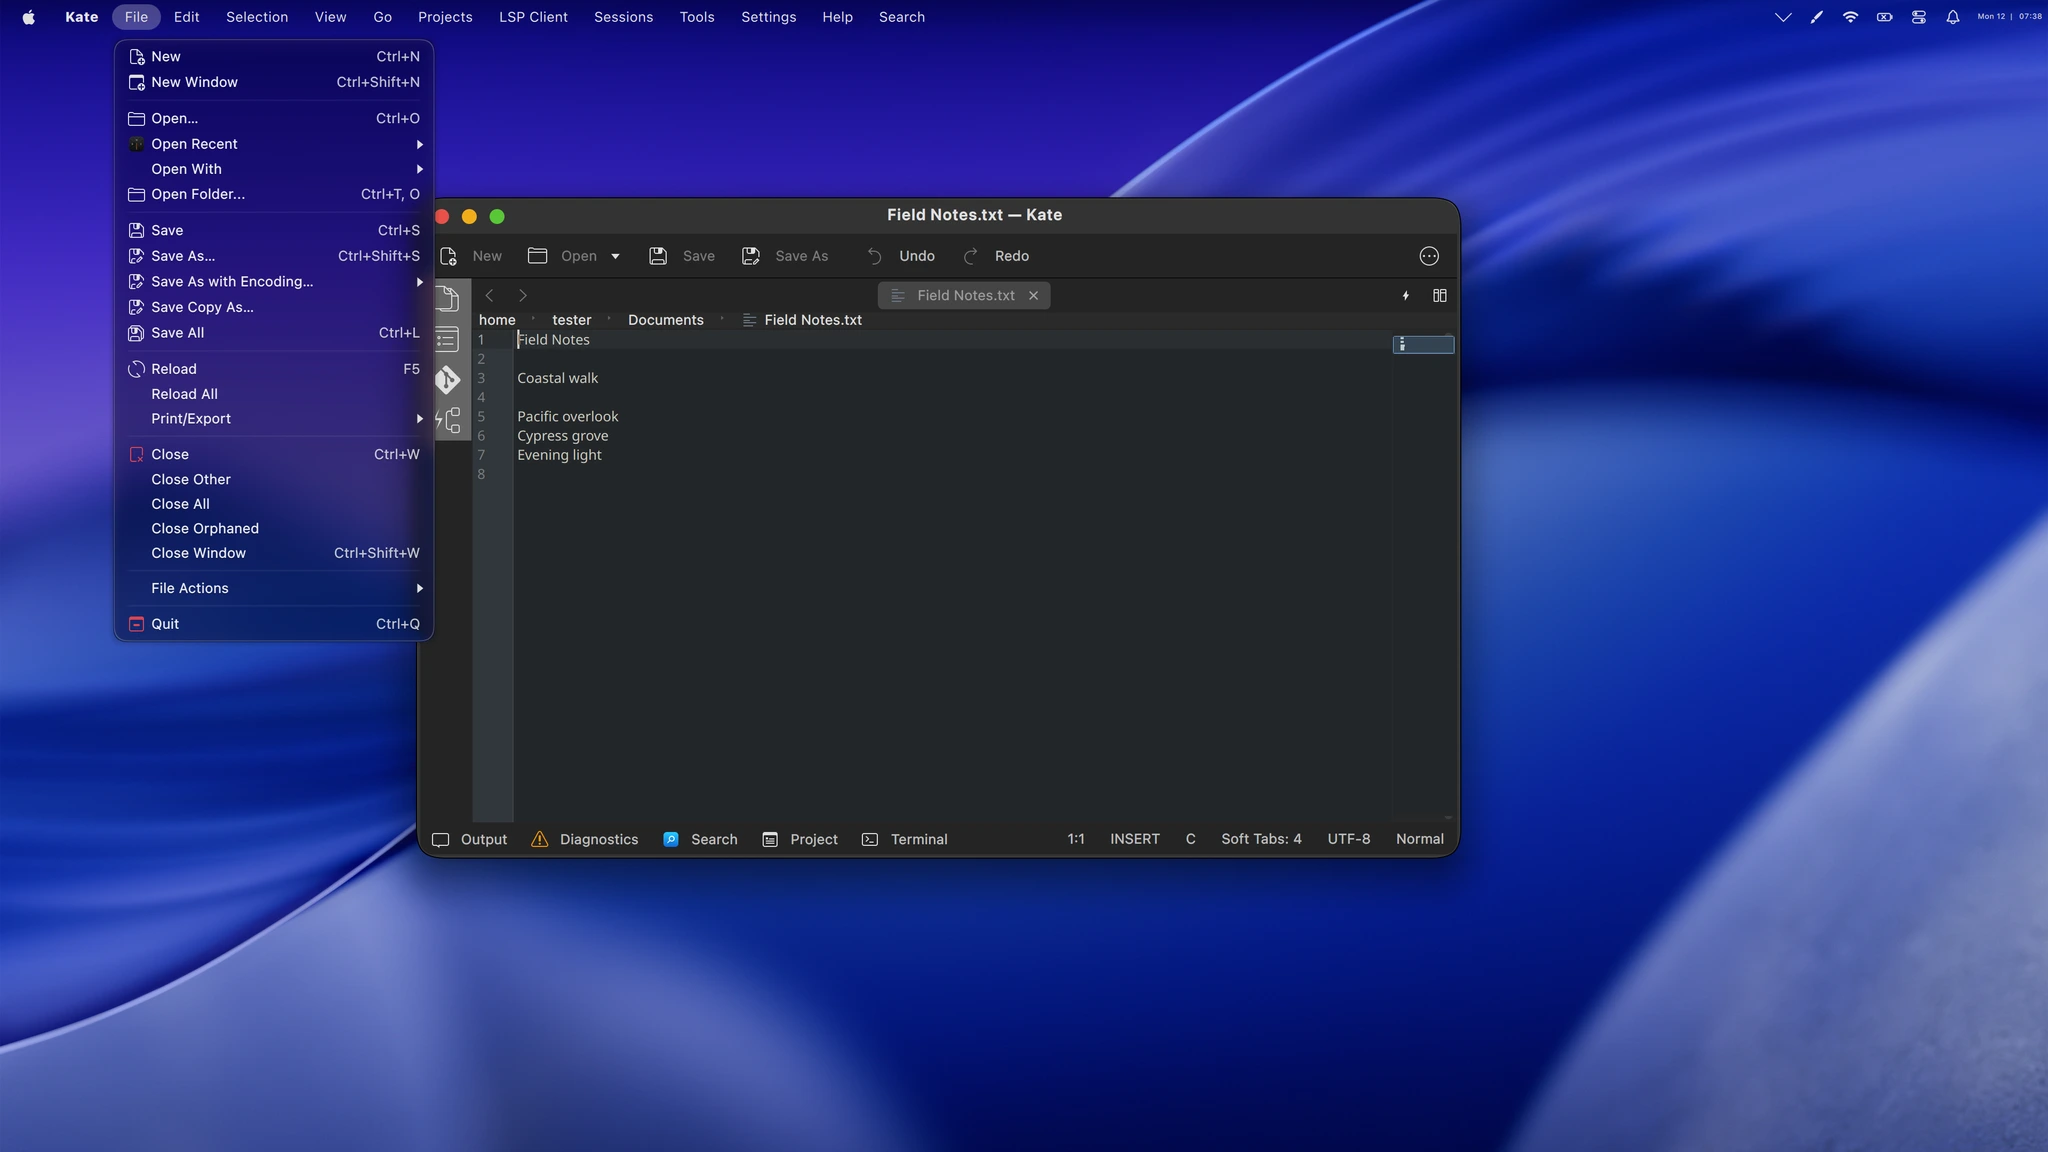 Kate File Edit Selection View Go Projects LSP Client Sessions Tools Settings Help Search Mon 12 | 07:38
New Ctrl+N
New Window Ctrl+Shift+N
Open... Ctrl+O
Open Recent
Open With
Open Folder... Ctrl+T, O
Save Ctrl+S
Save As... Ctrl+Shift+S
Save As with Encoding...
Save Copy As...
Save All Ctrl+L
Reload F5
Reload All
Print/Export
Close Ctrl+W
Close Other
Close All
Close Orphaned
Close Window Ctrl+Shift+W
File Actions
Quit Ctrl+Q
Field Notes.txt — Kate
New Open Save Save As Undo Redo
Field Notes.txt
home tester Documents Field Notes.txt
1 Field Notes
2
3 Coastal walk
4
5 Pacific overlook
6 Cypress grove
7 Evening light
8
Output Diagnostics Search Project Terminal 1:1 INSERT C Soft Tabs: 4 UTF-8 Normal